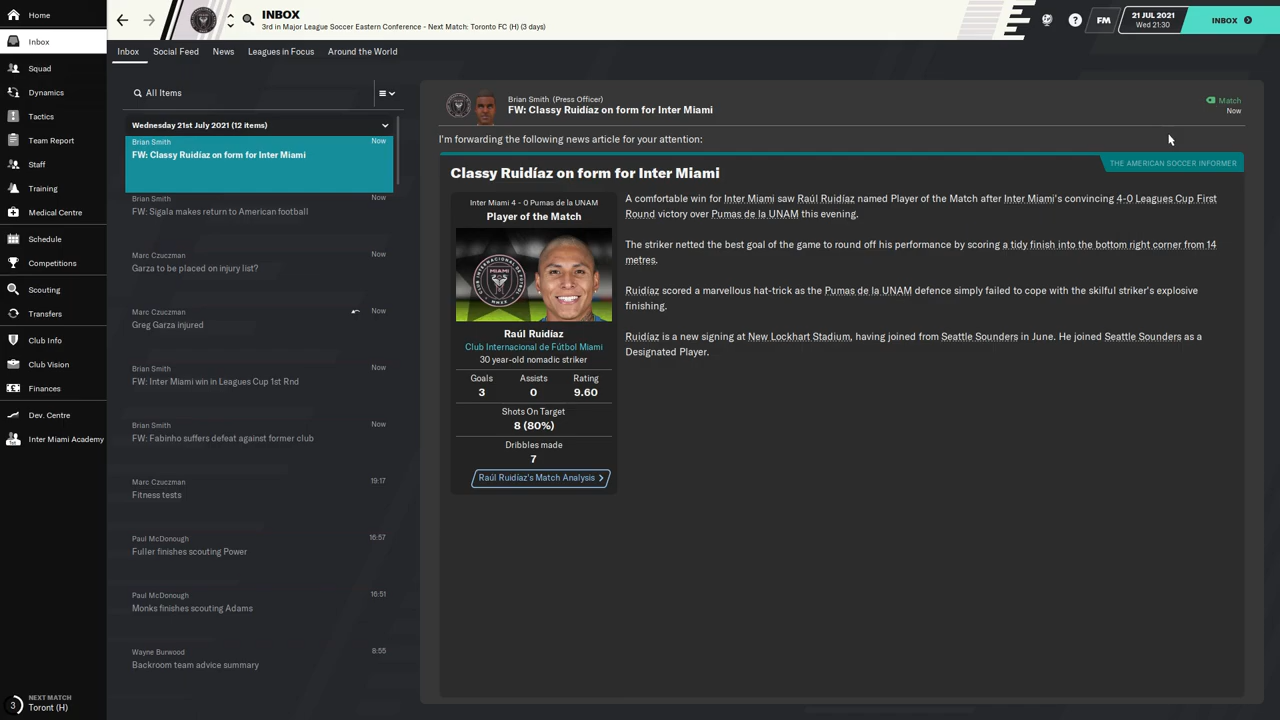 Home
Inbox
Squad
Dynamics
Tactics
Team Report
Staff
Training
Medical Centre
Schedule
Competitions
Scouting
Transfers
Club Info
Club Vision
Finances
Dev. Centre
Inter Miami Academy
3
NEXT MATCH
Toront (H)
INBOX
3rd in Major League Soccer Eastern Conference - Next Match: Toronto FC (H) (3 days)
?
FM
21 JUL 2021
Wed 21:30
INBOX
Inbox Social Feed News Leagues in Focus Around the World
All Items
Wednesday 21st July 2021 (12 items)
Brian Smith Now
FW: Classy Ruidíaz on form for Inter Miami
Brian Smith Now
FW: Sigala makes return to American football
Marc Czuczman Now
Garza to be placed on injury list?
Marc Czuczman Now
Greg Garza injured
Brian Smith Now
FW: Inter Miami win in Leagues Cup 1st Rnd
Brian Smith Now
FW: Fabinho suffers defeat against former club
Marc Czuczman 19:17
Fitness tests
Paul McDonough 16:57
Fuller finishes scouting Power
Paul McDonough 16:51
Monks finishes scouting Adams
Wayne Burwood 8:55
Backroom team advice summary
Brian Smith (Press Officer)
FW: Classy Ruidíaz on form for Inter Miami
Match
Now
I'm forwarding the following news article for your attention:
THE AMERICAN SOCCER INFORMER
Classy Ruidíaz on form for Inter Miami
Inter Miami 4 - 0 Pumas de la UNAM
Player of the Match
MIAMI
Raúl Ruidíaz
Club Internacional de Fútbol Miami
30 year-old nomadic striker
Goals Assists Rating
3 0 9.60
Shots On Target
8 (80%)
Dribbles made
7
Raúl Ruidíaz's Match Analysis
A comfortable win for Inter Miami saw Raúl Ruidíaz named Player of the Match after Inter Miami's convincing 4-0 Leagues Cup First
Round victory over Pumas de la UNAM this evening.
The striker netted the best goal of the game to round off his performance by scoring a tidy finish into the bottom right corner from 14
metres.
Ruidíaz scored a marvellous hat-trick as the Pumas de la UNAM defence simply failed to cope with the skilful striker's explosive
finishing.
Ruidíaz is a new signing at New Lockhart Stadium, having joined from Seattle Sounders in June. He joined Seattle Sounders as a
Designated Player.